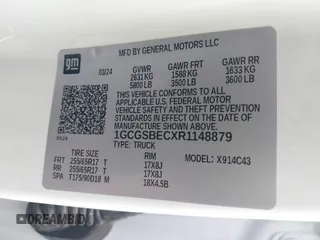 gm
MFD BY GENERAL MOTORS LLC
03/24 GVWR GAWR FRT GAWR RR
2631 KG 1588 KG 1633 KG
5800 LB 3500 LB 3600 LB
THIS VEHICLE CONFORMS TO ALL APPLICABLE
U.S. FEDERAL MOTOR VEHICLE
SAFETY AND THEFT PREVENTION STANDARDS
IN EFFECT ON THE DATE OF
MANUFACTURE SHOWN ABOVE.
1GCGSBECXR1148879
TYPE: TRUCK MODEL: X914C43
TIRE SIZE RIM
FRT 255/65R17 T 17X8J
RR 255/65R17 T 17X8J
SPA T175/90D18 M 18X4.5B
DREAMBID